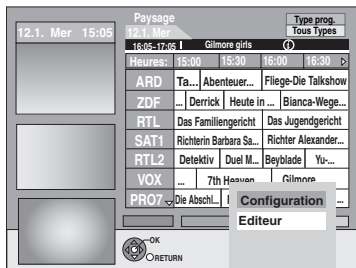 Paysage
Type prog.
Tous Types
12.1. Mer 15:05
12.1. Mer
16:05-17:05 Gilmore girls
Heures: 15:00 15:30 16:00 16:30
ARD Ta... Abenteuer... Fliege-Die Talkshow
ZDF ... Derrick Heute in ... Bianca-Wege...
RTL Das Familiengericht Das Jugendgericht
SAT1 Richterin Barbara Sa... Richter Alexander...
RTL2 Detektiv Duel M... Beyblade Yu-...
VOX ... 7th Heaven Gilmore
PRO7 Die Abschl...
Configuration
Editeur
OK
RETURN